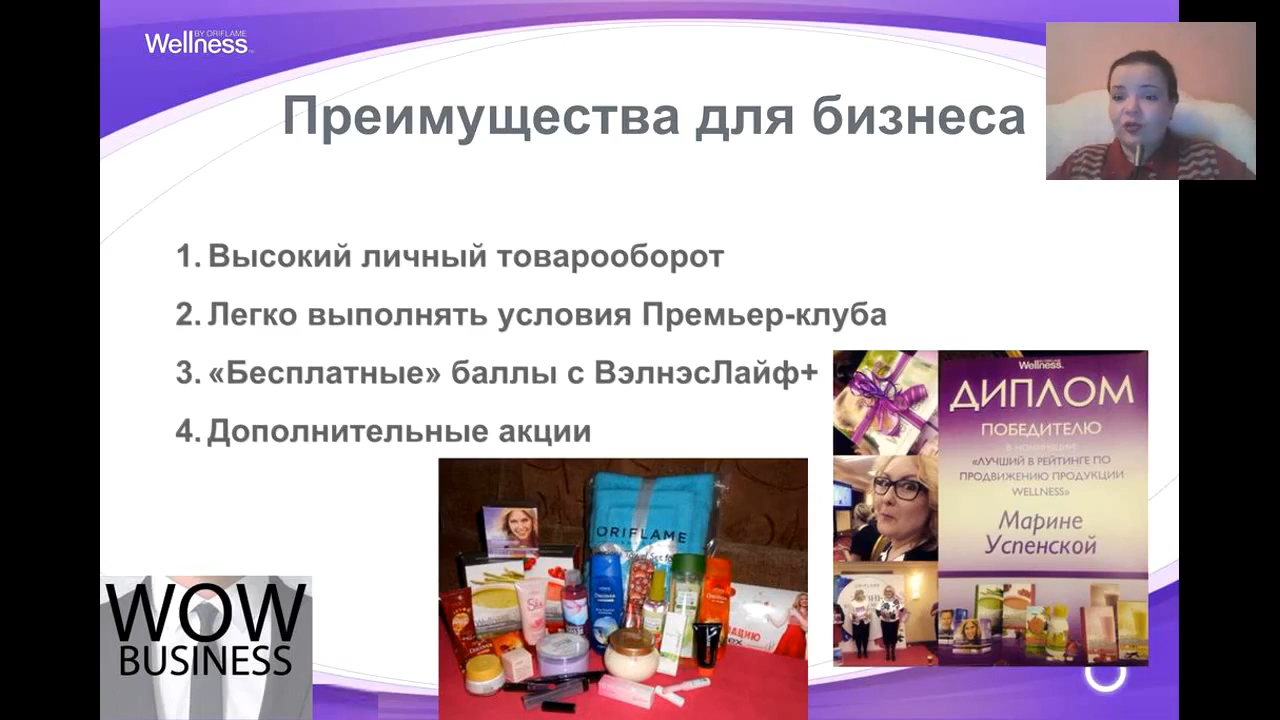 BY ORIFLAME
Wellness
Преимущества для бизнеса
1. Высокий личный товарооборот
2. Легко выполнять условия Премьер-клуба
3. «Бесплатные» баллы с ВэлнэсЛайф+
4. Дополнительные акции
Wellness
ДИПЛОМ
ПОБЕДИТЕЛЮ
В НОМИНАЦИИ
«ЛУЧШИЙ В РЕЙТИНГЕ ПО
ПРОДВИЖЕНИЮ ПРОДУКЦИИ
WELLNESS»
Марине
Успенской
ORIFLAME
WOW
BUSINESS